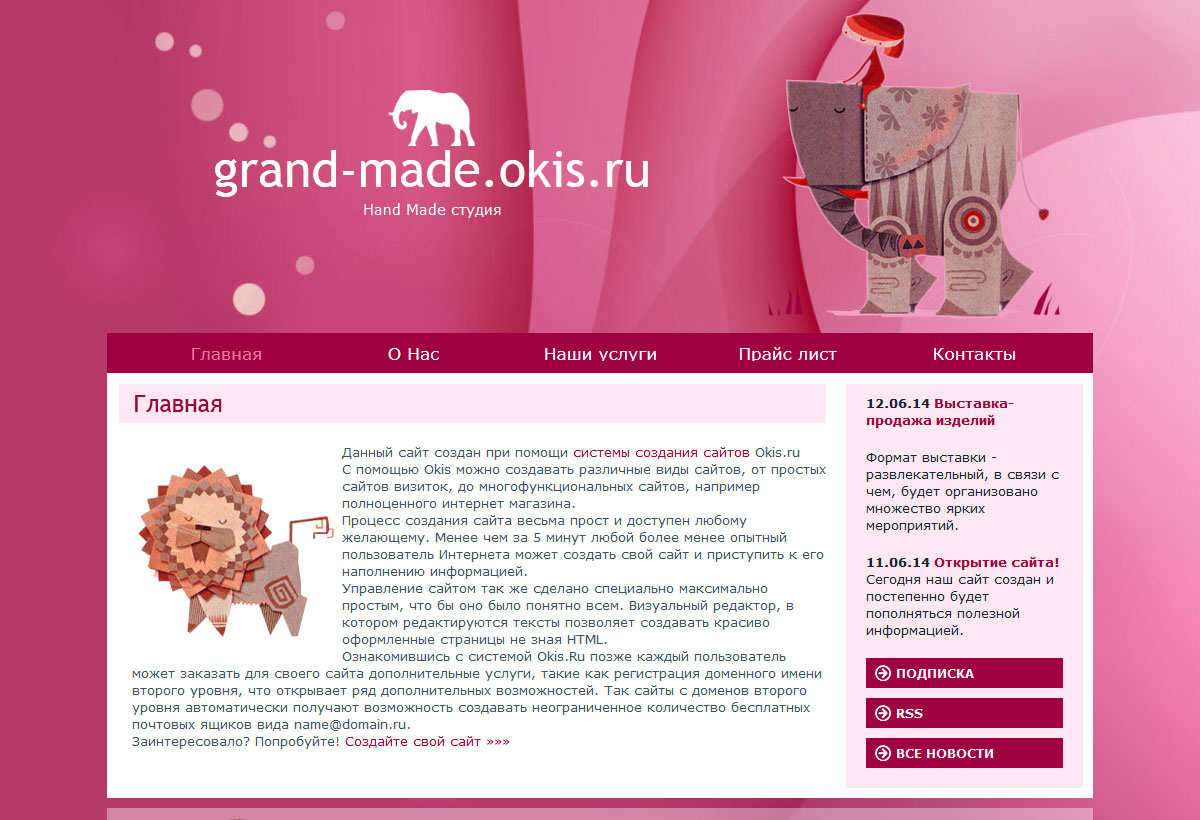 grand-made.okis.ru
Hand Made студия
Главная
О Нас
Наши услуги
Прайс лист
Контакты
Главная
Данный сайт создан при помощи системы создания сайтов Okis.ru
С помощью Okis можно создавать различные виды сайтов, от простых
сайтов визиток, до многофункциональных сайтов, например
полноценного интернет магазина.
Процесс создания сайта весьма прост и доступен любому
желающему. Менее чем за 5 минут любой более менее опытный
пользователь Интернета может создать свой сайт и приступить к его
наполнению информацией.
Управление сайтом так же сделано специально максимально
простым, что бы оно было понятно всем. Визуальный редактор, в
котором редактируются тексты позволяет создавать красиво
оформленные страницы не зная HTML.
Ознакомившись с системой Okis.Ru позже каждый пользователь
может заказать для своего сайта дополнительные услуги, такие как регистрация доменного имени
второго уровня, что открывает ряд дополнительных возможностей. Так сайты с доменов второго
уровня автоматически получают возможность создавать неограниченное количество бесплатных
почтовых ящиков вида name@domain.ru.
Заинтересовало? Попробуйте! Создайте свой сайт »»»
12.06.14 Выставка-
продажа изделий
Формат выставки -
развлекательный, в связи с
чем, будет организовано
множество ярких
мероприятий.
11.06.14 Открытие сайта!
Сегодня наш сайт создан и
постепенно будет
пополняться полезной
информацией.
ПОДПИСКА
RSS
ВСЕ НОВОСТИ